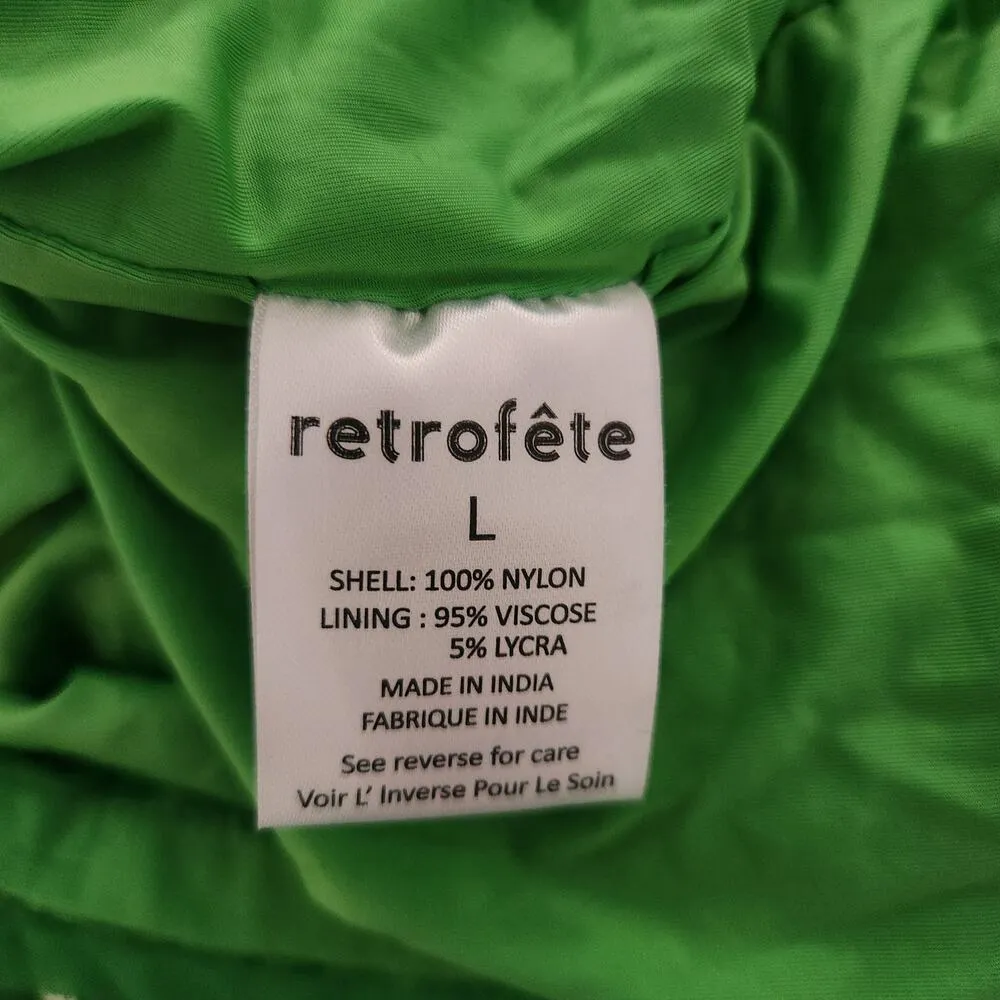 retrofête
L
SHELL: 100% NYLON
LINING : 95% VISCOSE
5% LYCRA
MADE IN INDIA
FABRIQUE IN INDE
See reverse for care
Voir L' Inverse Pour Le Soin